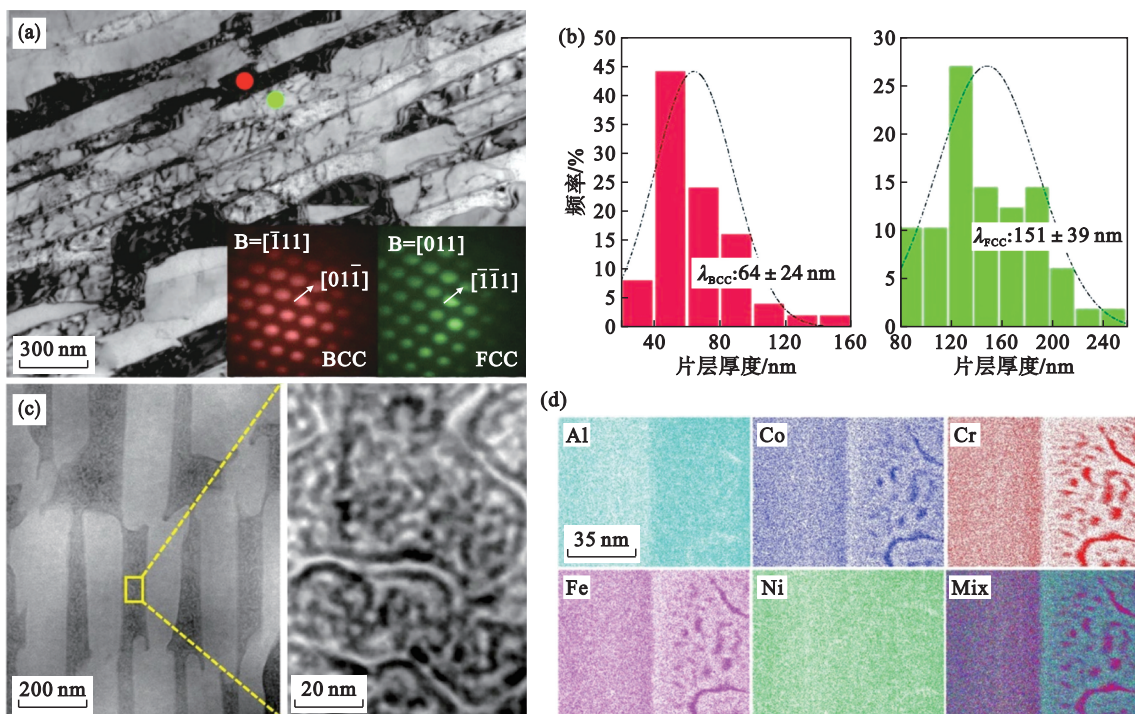 (a)
B=[1̄11]
[011̄]
BCC
B=[011]
[1̄1̄1]
FCC
300 nm
(b)
频率/%
50
45
40
35
30
25
20
15
10
5
0
40
80
120
160
片层厚度/nm
λBCC:64 ± 24 nm
30
25
20
15
10
5
0
80
120
160
200
240
片层厚度/nm
λFCC:151 ± 39 nm
(c)
200 nm
20 nm
(d)
Al
Co
Cr
35 nm
Fe
Ni
Mix